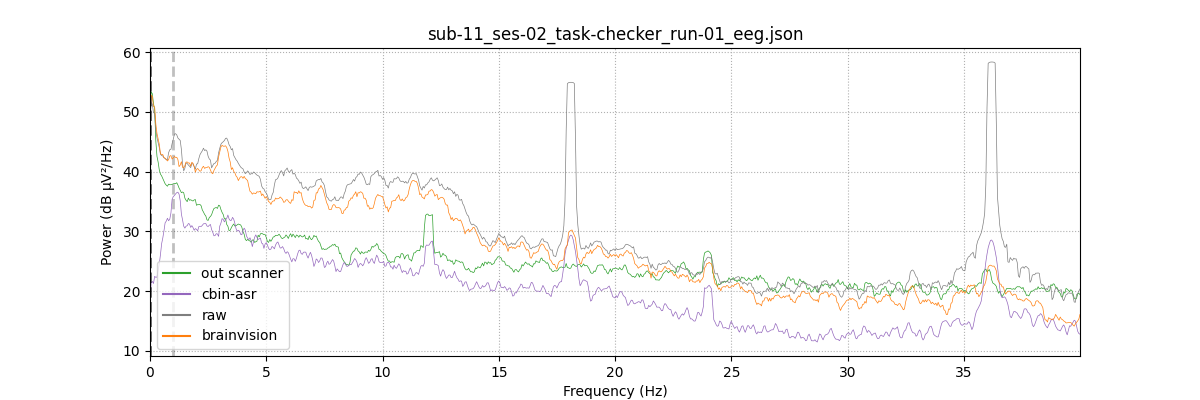 sub-11_ses-02_task-checker_run-01_eeg.json
60
50
40
30
20
10
Power (dB µV²/Hz)
out scanner
cbin-asr
raw
brainvision
0 5 10 15 20 25 30 35
Frequency (Hz)